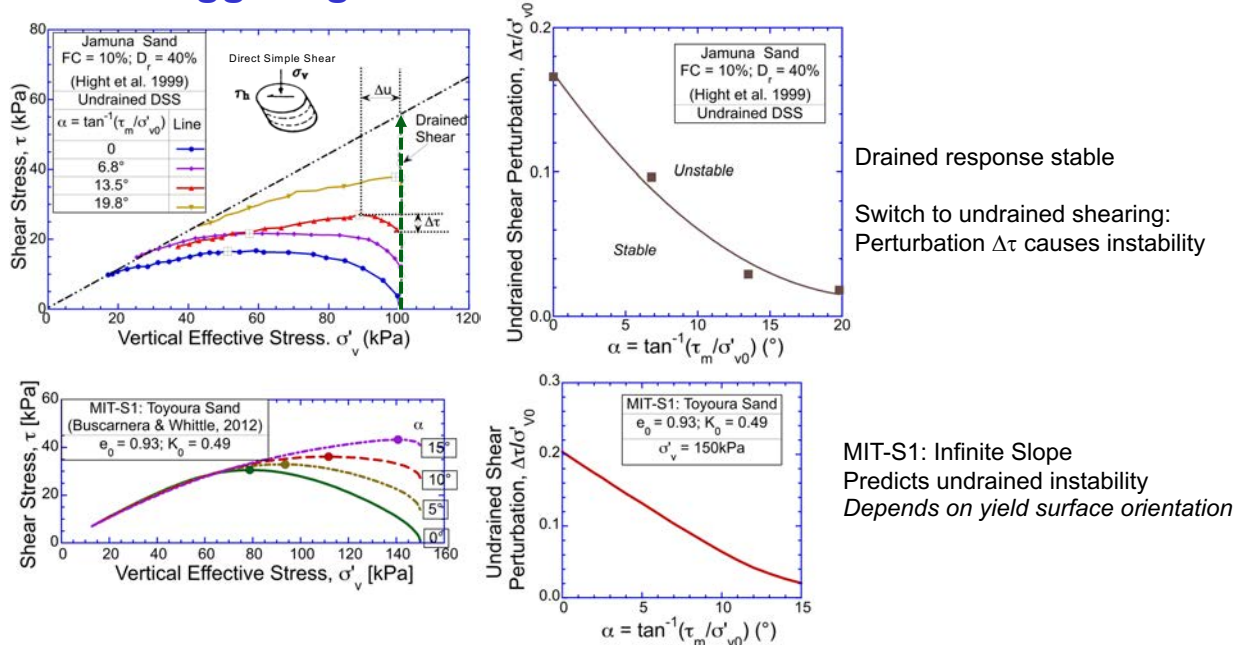 80
60
40
20
0
Shear Stress, τ (kPa)
Jamuna Sand
FC = 10%; D_r = 40%
(Hight et al. 1999)
Undrained DSS
α = tan⁻¹(τ_m/σ'_v0) Line
0
6.8°
13.5°
19.8°
Direct Simple Shear
σ_v
τ_h
Δu
Drained
Shear
Δτ
0 20 40 60 80 100 120
Vertical Effective Stress. σ'_v (kPa)
Undrained Shear Perturbation, Δτ/σ'_v0
0.2
0.1
0.0
Jamuna Sand
FC = 10%; D_r = 40%
(Hight et al. 1999)
Undrained DSS
Unstable
Stable
0 5 10 15 20
α = tan⁻¹(τ_m/σ'_v0) (°)
Drained response stable
Switch to undrained shearing:
Perturbation Δτ causes instability
Shear Stress, τ [kPa]
60
40
20
0
MIT-S1: Toyoura Sand
(Buscarnera & Whittle, 2012)
e_0 = 0.93; K_0 = 0.49
α
15°
10°
5°
0°
0 20 40 60 80 100 120 140 160
Vertical Effective Stress, σ'_v [kPa]
Undrained Shear
Perturbation, Δτ/σ'_V0
0.3
0.2
0.1
0.0
MIT-S1: Toyoura Sand
e_0 = 0.93; K_0 = 0.49
σ'_v = 150kPa
0 5 10 15
α = tan⁻¹(τ_m/σ'_v0) (°)
MIT-S1: Infinite Slope
Predicts undrained instability
Depends on yield surface orientation